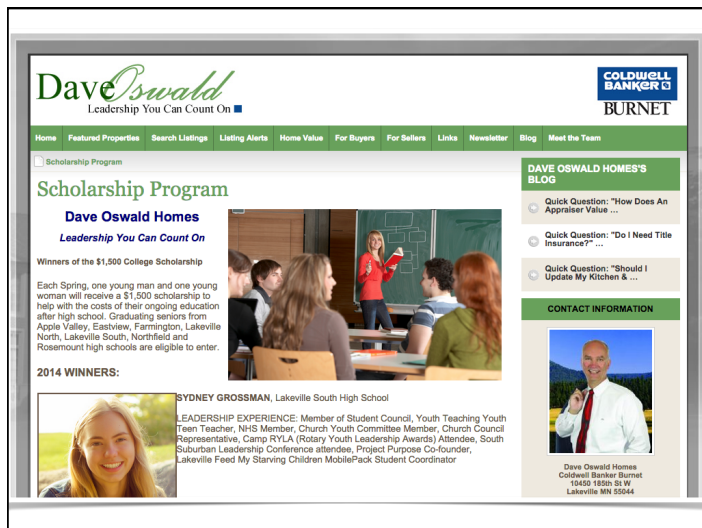 Dave Oswald
Leadership You Can Count On
COLDWELL
BANKER
BURNET
Home Featured Properties Search Listings Listing Alerts Home Value For Buyers For Sellers Links Newsletter Blog Meet the Team
Scholarship Program
Scholarship Program
Dave Oswald Homes
Leadership You Can Count On
Winners of the $1,500 College Scholarship
Each Spring, one young man and one young
woman will receive a $1,500 scholarship to
help with the costs of their ongoing education
after high school. Graduating seniors from
Apple Valley, Eastview, Farmington, Lakeville
North, Lakeville South, Northfield and
Rosemount high schools are eligible to enter.
2014 WINNERS:
SYDNEY GROSSMAN, Lakeville South High School
LEADERSHIP EXPERIENCE: Member of Student Council, Youth Teaching Youth
Teen Teacher, NHS Member, Church Youth Committee Member, Church Council
Representative, Camp RYLA (Rotary Youth Leadership Awards) Attendee, South
Suburban Leadership Conference attendee, Project Purpose Co-founder,
Lakeville Feed My Starving Children MobilePack Student Coordinator
DAVE OSWALD HOMES'S
BLOG
Quick Question: "How Does An
Appraiser Value ...
Quick Question: "Do I Need Title
Insurance?" ...
Quick Question: "Should I
Update My Kitchen & ...
CONTACT INFORMATION
Dave Oswald Homes
Coldwell Banker Burnet
10450 185th St W
Lakeville MN 55044